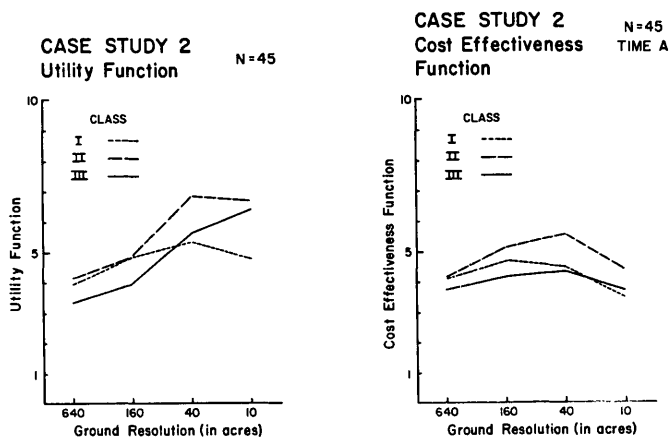 CASE STUDY 2
Utility Function
N=45
10
CLASS
I
II
III
5
1
Utility Function
640
160
40
10
Ground Resolution (in acres)
CASE STUDY 2
Cost Effectiveness
Function
N=45
TIME A
10
CLASS
I
II
III
5
1
Cost Effectiveness Function
640
160
40
10
Ground Resolution (in acres)